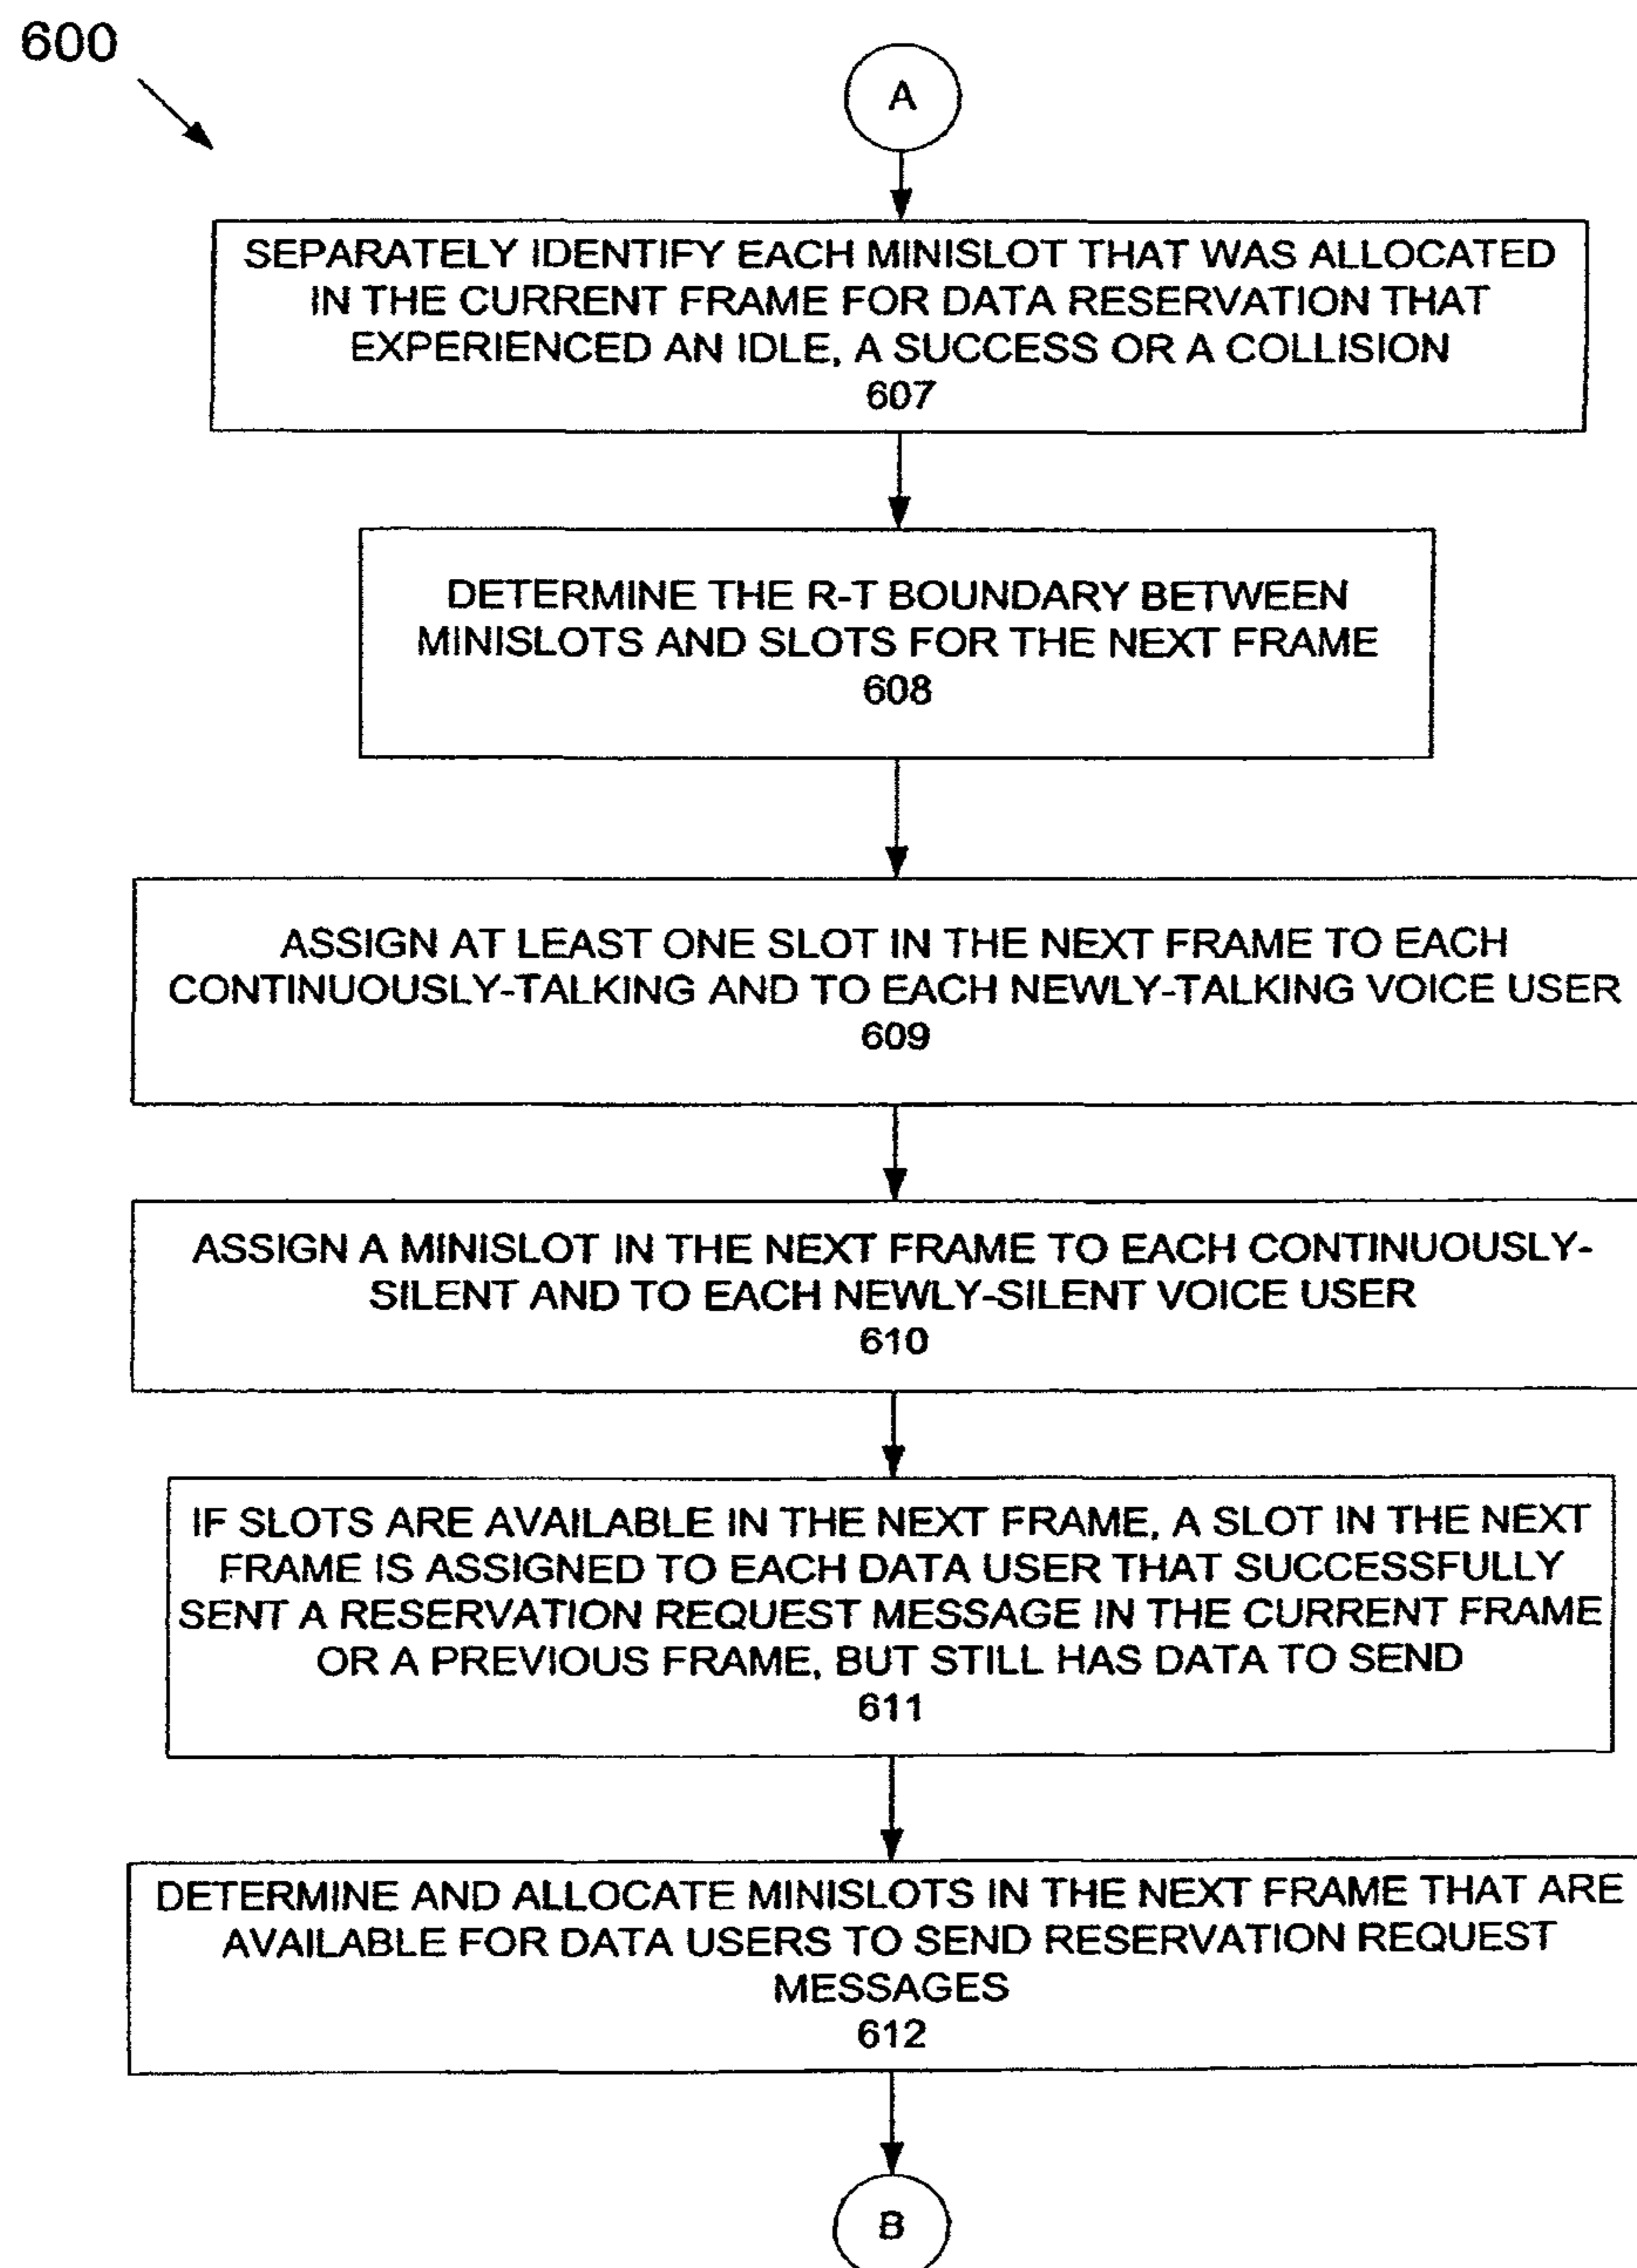 600
A
SEPARATELY IDENTIFY EACH MINISLOT THAT WAS ALLOCATED
IN THE CURRENT FRAME FOR DATA RESERVATION THAT
EXPERIENCED AN IDLE, A SUCCESS OR A COLLISION
607
DETERMINE THE R-T BOUNDARY BETWEEN
MINISLOTS AND SLOTS FOR THE NEXT FRAME
608
ASSIGN AT LEAST ONE SLOT IN THE NEXT FRAME TO EACH
CONTINUOUSLY-TALKING AND TO EACH NEWLY-TALKING VOICE USER
609
ASSIGN A MINISLOT IN THE NEXT FRAME TO EACH CONTINUOUSLY-
SILENT AND TO EACH NEWLY-SILENT VOICE USER
610
IF SLOTS ARE AVAILABLE IN THE NEXT FRAME, A SLOT IN THE NEXT
FRAME IS ASSIGNED TO EACH DATA USER THAT SUCCESSFULLY
SENT A RESERVATION REQUEST MESSAGE IN THE CURRENT FRAME
OR A PREVIOUS FRAME, BUT STILL HAS DATA TO SEND
611
DETERMINE AND ALLOCATE MINISLOTS IN THE NEXT FRAME THAT ARE
AVAILABLE FOR DATA USERS TO SEND RESERVATION REQUEST
MESSAGES
612
B